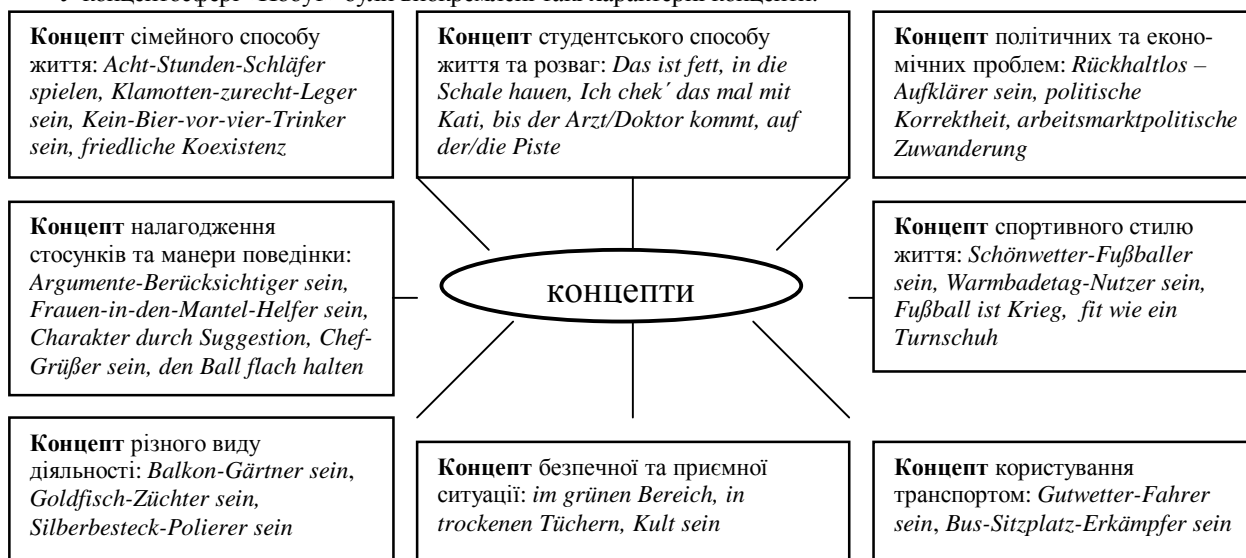 Концепт сімейного способу
життя: Acht-Stunden-Schläfer
spielen, Klamotten-zurecht-Leger
sein, Kein-Bier-vor-vier-Trinker
sein, friedliche Koexistenz
Концепт студентського способу
життя та розваг: Das ist fett, in die
Schale hauen, Ich chek´ das mal mit
Kati, bis der Arzt/Doktor kommt, auf
der/die Piste
Концепт політичних та еконо-
мічних проблем: Rückhaltlos –
Aufklärer sein, politische
Korrektheit, arbeitsmarktpolitische
Zuwanderung
Концепт налагодження
стосунків та манери поведінки:
Argumente-Berücksichtiger sein,
Frauen-in-den-Mantel-Helfer sein,
Charakter durch Suggestion, Chef-
Grüßer sein, den Ball flach halten
концепти
Концепт спортивного стилю
життя: Schönwetter-Fußballer
sein, Warmbadetag-Nutzer sein,
Fußball ist Krieg, fit wie ein
Turnschuh
Концепт різного виду
діяльності: Balkon-Gärtner sein,
Goldfisch-Züchter sein,
Silberbesteck-Polierer sein
Концепт безпечної та приємної
ситуації: im grünen Bereich, in
trockenen Tüchern, Kult sein
Концепт користування
транспортом: Gutwetter-Fahrer
sein, Bus-Sitzplatz-Erkämpfer sein